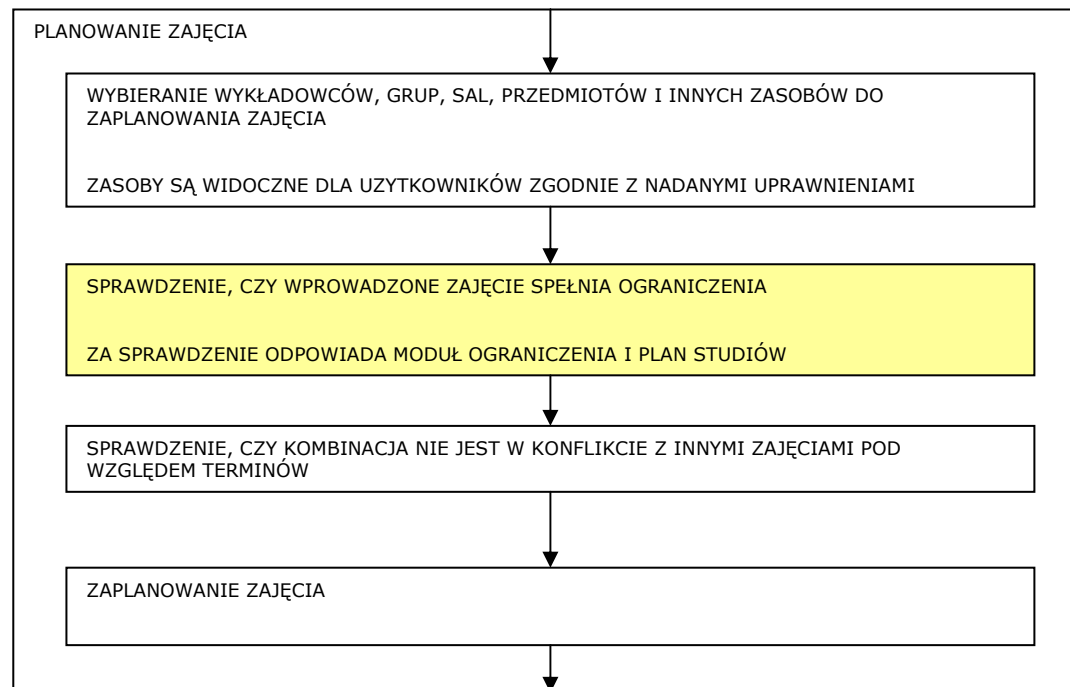 PLANOWANIE ZAJĘCIA
WYBIERANIE WYKŁADOWCÓW, GRUP, SAL, PRZEDMIOTÓW I INNYCH ZASOBÓW DO
ZAPLANOWANIA ZAJĘCIA
ZASOBY SĄ WIDOCZNE DLA UZYTKOWNIKÓW ZGODNIE Z NADANYMI UPRAWNIENIAMI
SPRAWDZENIE, CZY WPROWADZONE ZAJĘCIE SPEŁNIA OGRANICZENIA
ZA SPRAWDZENIE ODPOWIADA MODUŁ OGRANICZENIA I PLAN STUDIÓW
SPRAWDZENIE, CZY KOMBINACJA NIE JEST W KONFLIKCIE Z INNYMI ZAJĘCIAMI POD
WZGLĘDEM TERMINÓW
ZAPLANOWANIE ZAJĘCIA